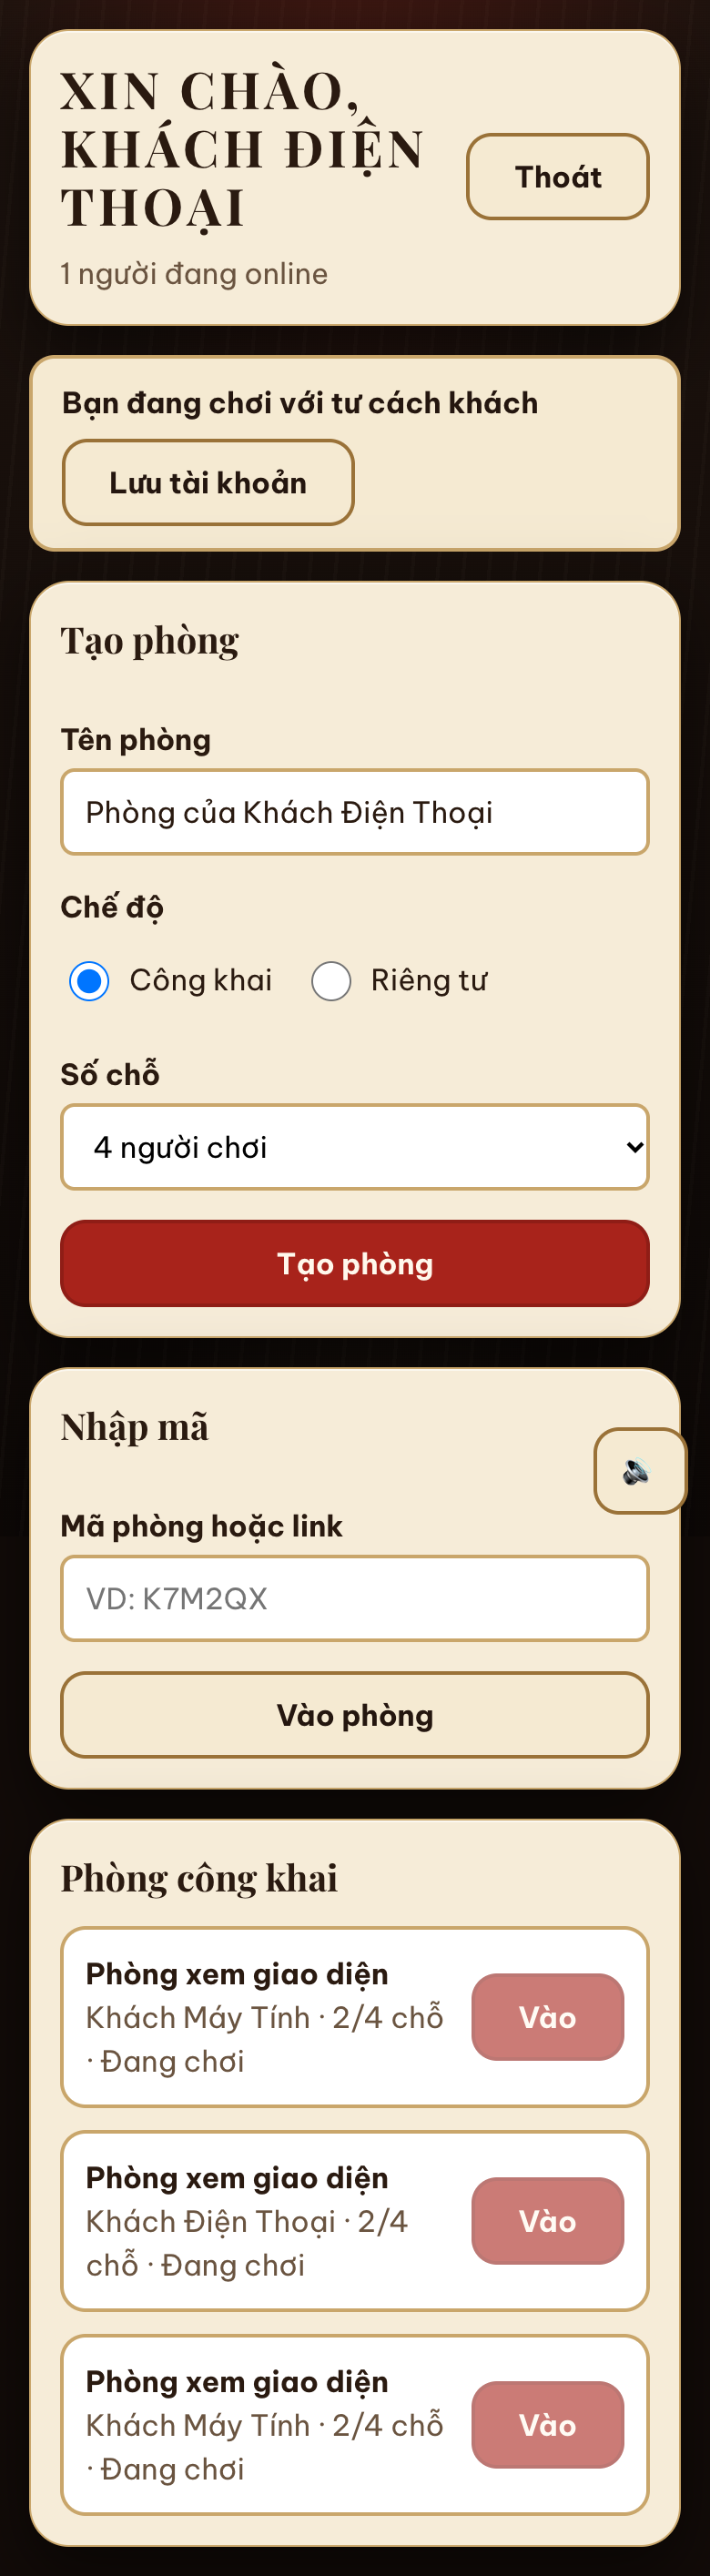 XIN CHÀO,
KHÁCH ĐIỆN
THOẠI
Thoát
1 người đang online
Bạn đang chơi với tư cách khách
Lưu tài khoản
Tạo phòng
Tên phòng
Phòng của Khách Điện Thoại
Chế độ
Công khai
Riêng tư
Số chỗ
4 người chơi
Tạo phòng
Nhập mã
Mã phòng hoặc link
VD: K7M2QX
Vào phòng
Phòng công khai
Phòng xem giao diện
Khách Máy Tính · 2/4 chỗ
· Đang chơi
Vào
Phòng xem giao diện
Khách Điện Thoại · 2/4
chỗ · Đang chơi
Vào
Phòng xem giao diện
Khách Máy Tính · 2/4 chỗ
· Đang chơi
Vào